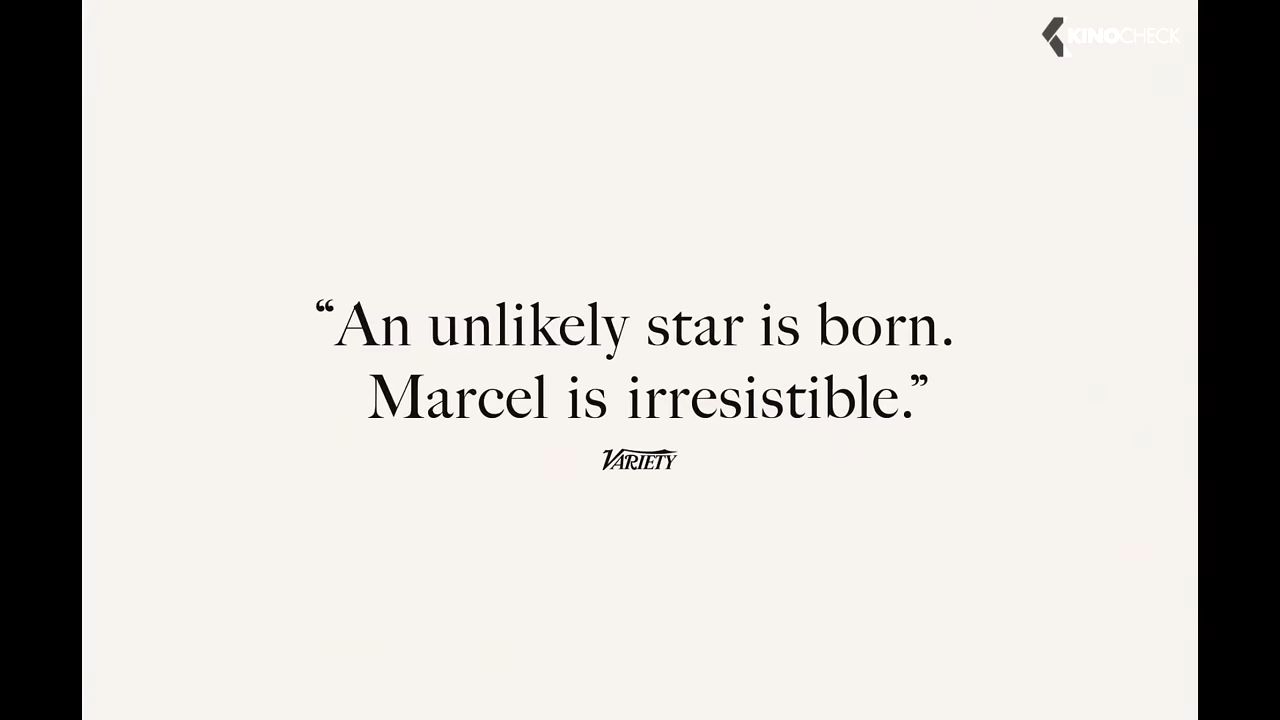 KINOCHECK
“An unlikely star is born.
Marcel is irresistible.”
VARIETY